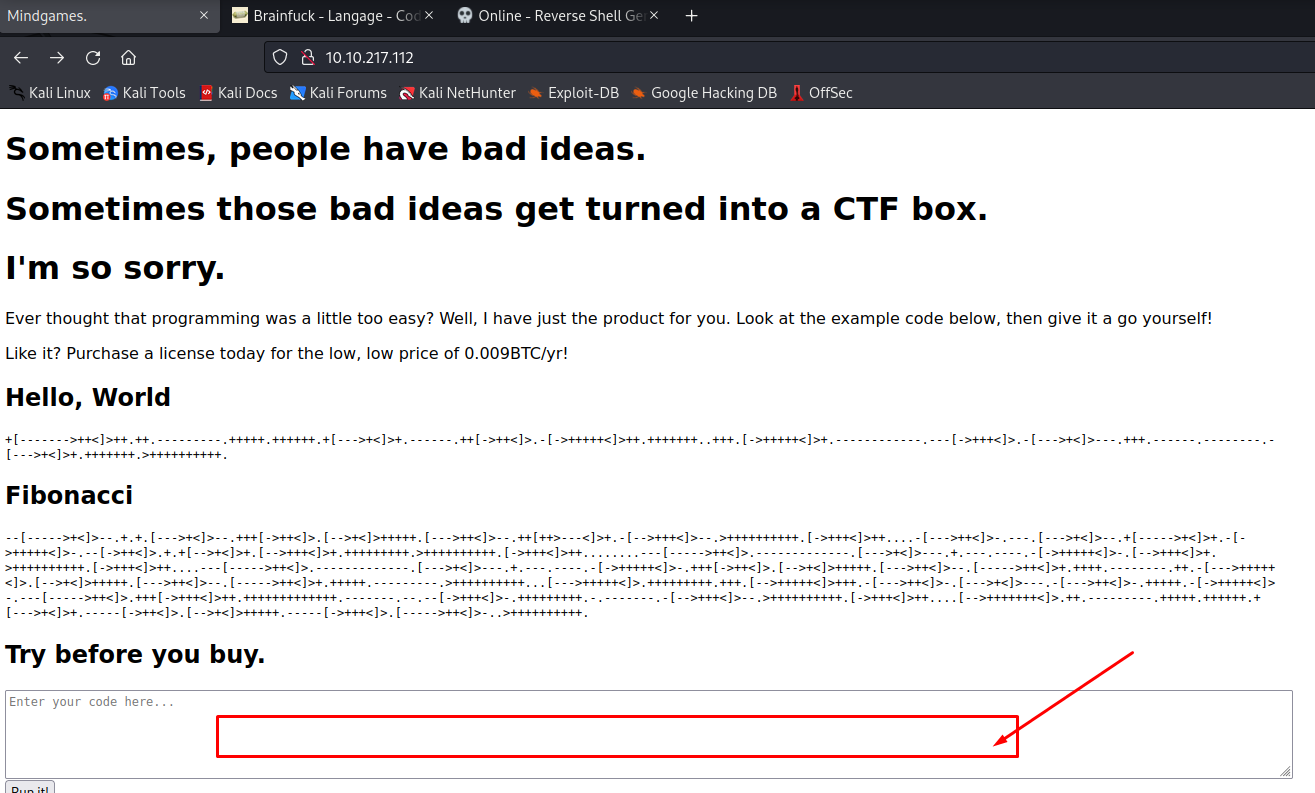 Mindgames.
Brainfuck - Langage - Cod
Online - Reverse Shell Ge
10.10.217.112
Kali Linux Kali Tools Kali Docs Kali Forums Kali NetHunter Exploit-DB Google Hacking DB OffSec
Sometimes, people have bad ideas.
Sometimes those bad ideas get turned into a CTF box.
I'm so sorry.
Ever thought that programming was a little too easy? Well, I have just the product for you. Look at the example code below, then give it a go yourself!
Like it? Purchase a license today for the low, low price of 0.009BTC/yr!
Hello, World
+[------->++<]>++.++.---------.+++++.++++++.+[--->+<]>+.------.++[->++<]>.-[->+++++<]>++.+++++++..+++.[->+++++<]>+.------------.---[->+++<]>.-[--->+<]>---.+++.------.--------.-
[--->+<]>+.+++++++.>++++++++++.
Fibonacci
--[----->+<]>--.+.+.[--->+<]>--.+++[->++<]>.[-->+<]>+++++.[--->++<]>--.++[++>---<]>+.-[-->+++<]>--.>++++++++++.[->+++<]>++....-[--->++<]>-.---.[--->+<]>--.+[----->+<]>+.-[-
>+++++<]>-.--[->++<]>.+.+[-->+<]>+.[-->+++<]>+.+++++++++.>++++++++++.[->+++<]>++........---[----->++<]>.-------------.[--->+<]>---.+.---.----.-[->+++++<]>-.[-->+++<]>+.
>++++++++++.[->+++<]>++....---[----->++<]>.-------------.[--->+<]>---.+.---.----.-[->+++++<]>-.+++[->++<]>.[-->+<]>+++++.[--->++<]>--.[----->++<]>+.++++.--------.++.-[--->+++++
<]>.[-->+<]>+++++.[--->++<]>--.[----->++<]>+.+++++.---------.>++++++++++...[--->+++++<]>.+++++++++.+++.[-->+++++<]>+++.-[--->++<]>-.[--->+<]>---.-[--->++<]>-.+++++.-[->+++++<]>
-.---[----->++<]>.+++[->+++<]>++.+++++++++++++.-------.--.--[->+++<]>-.+++++++++.-.-------.-[-->+++<]>--.>++++++++++.[->+++<]>++....[-->+++++++<]>.++.---------.+++++.++++++.+
[--->+<]>+.-----[->++<]>.[-->+<]>+++++.-----[->+++<]>.[----->++<]>-..>++++++++++.
Try before you buy.
Enter your code here...
Run it!